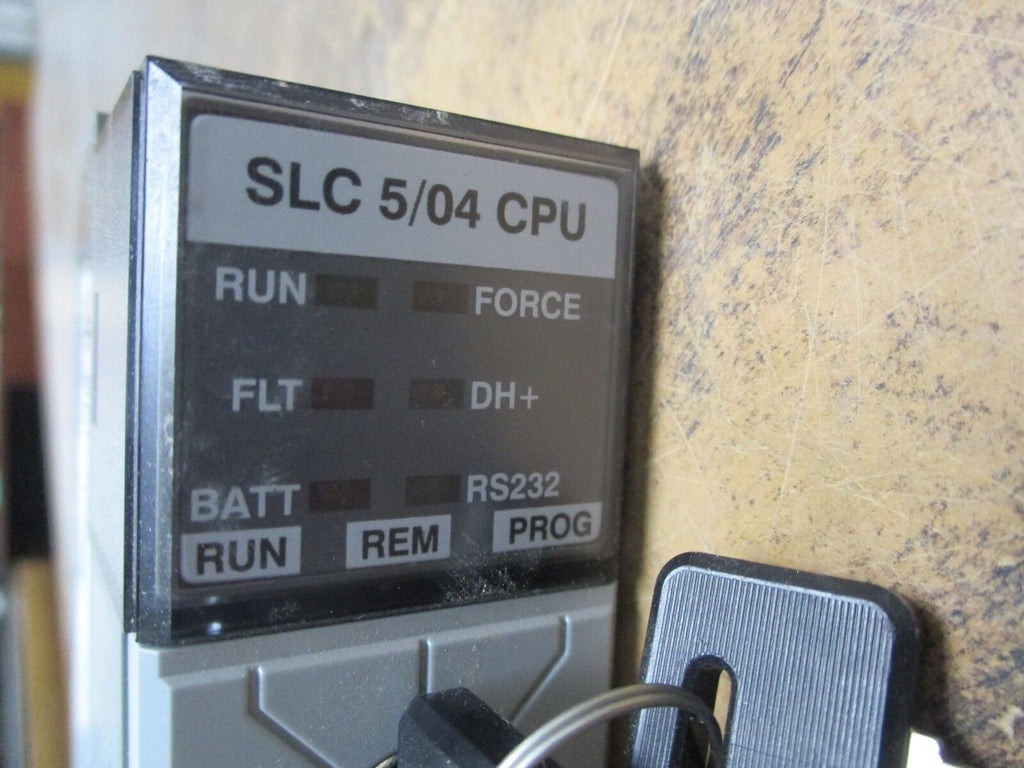 SLC 5/04 CPU
RUN FORCE
FLT DH+
BATT RS232
RUN REM PROG